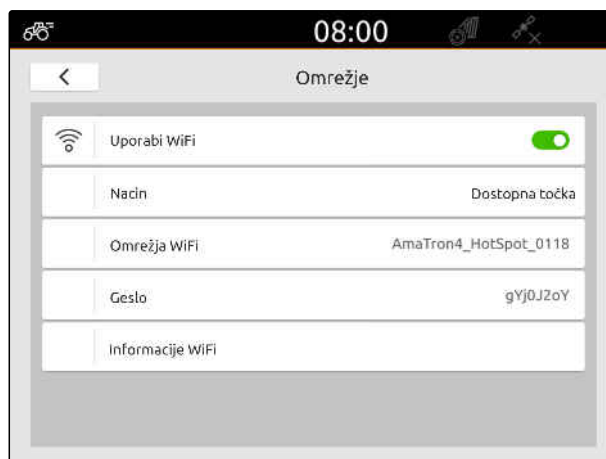 08:00
Omrežje
Uporabi WiFi
Nacin Dostopna točka
Omrežja WiFi AmaTron4_HotSpot_0118
Geslo gYj0J2oY
Informacije WiFi